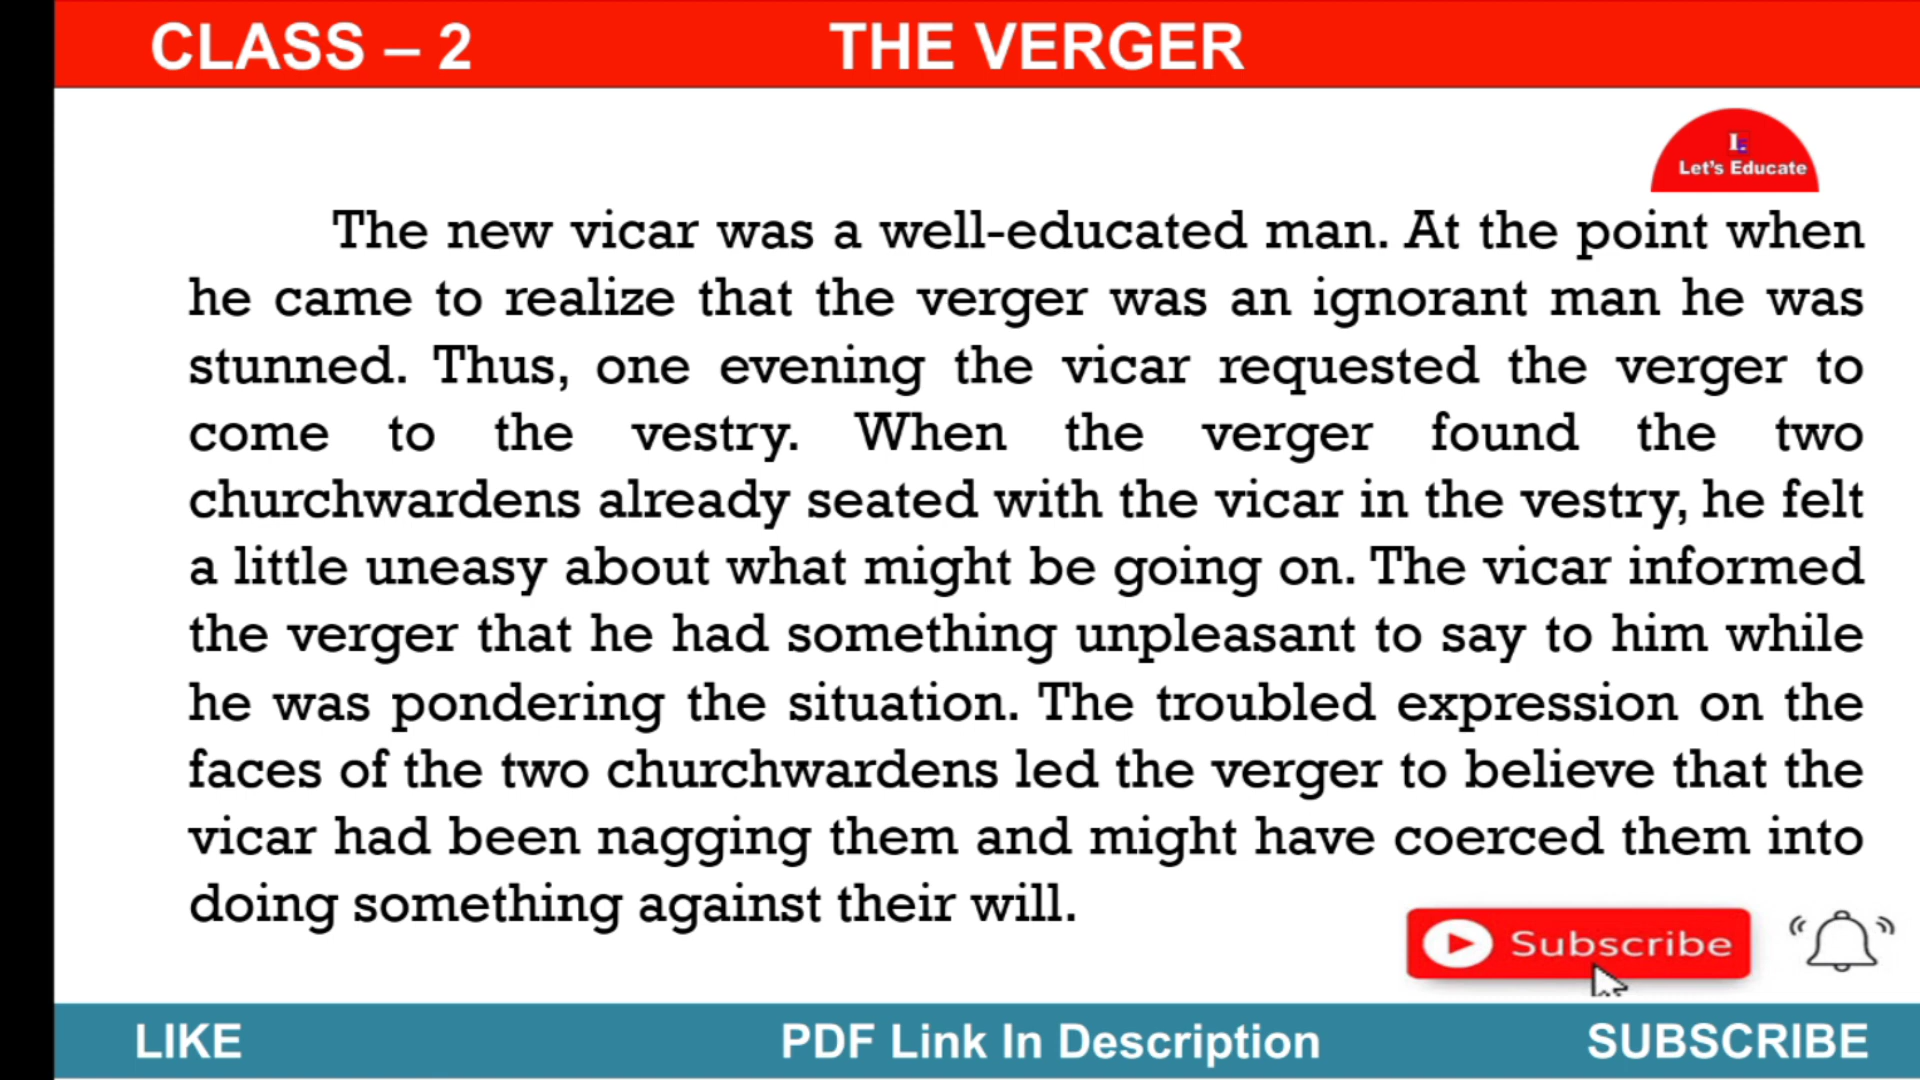 CLASS – 2 THE VERGER
Let's Educate
The new vicar was a well-educated man. At the point when
he came to realize that the verger was an ignorant man he was
stunned. Thus, one evening the vicar requested the verger to
come to the vestry. When the verger found the two
churchwardens already seated with the vicar in the vestry, he felt
a little uneasy about what might be going on. The vicar informed
the verger that he had something unpleasant to say to him while
he was pondering the situation. The troubled expression on the
faces of the two churchwardens led the verger to believe that the
vicar had been nagging them and might have coerced them into
doing something against their will.
Subscribe
LIKE PDF Link In Description SUBSCRIBE